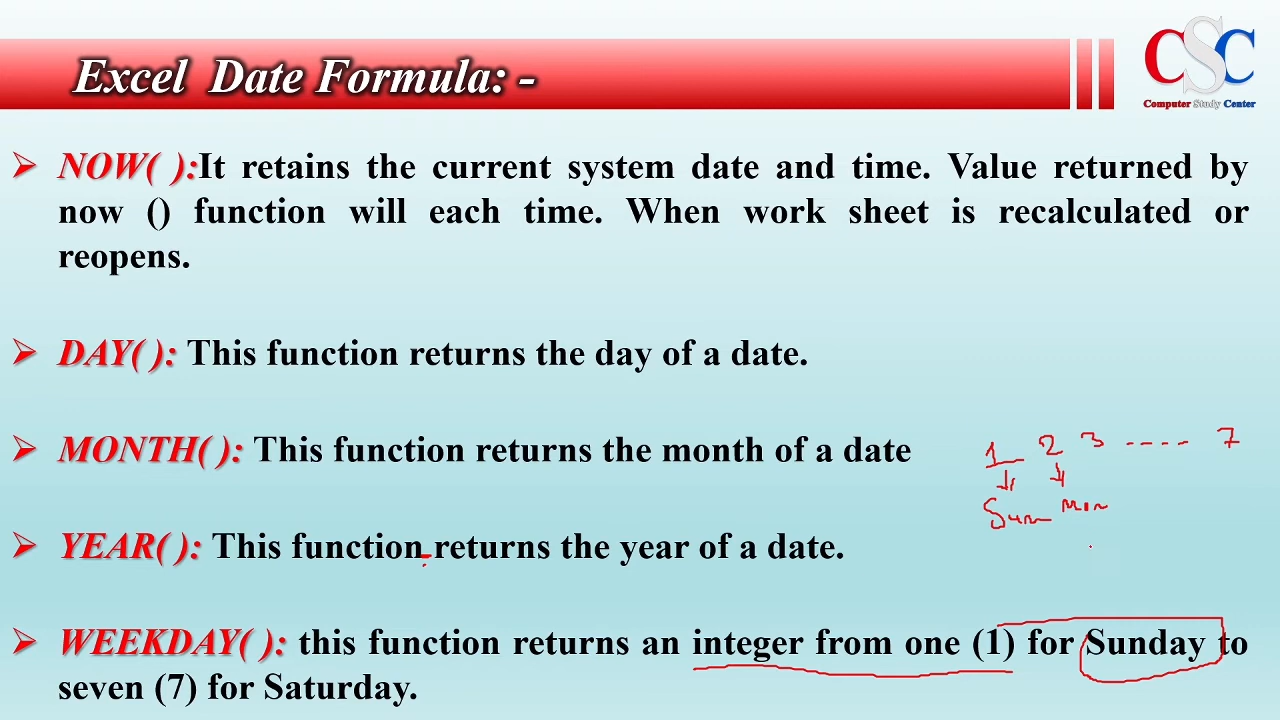 Excel Date Formula: -
CSC
Computer Study Center
➢ NOW( ):It retains the current system date and time. Value returned by
now () function will each time. When work sheet is recalculated or
reopens.
➢ DAY( ): This function returns the day of a date.
➢ MONTH( ): This function returns the month of a date
1 2 3 ---- 7
Sun Mon
➢ YEAR( ): This function returns the year of a date.
➢ WEEKDAY( ): this function returns an integer from one (1) for Sunday to
seven (7) for Saturday.